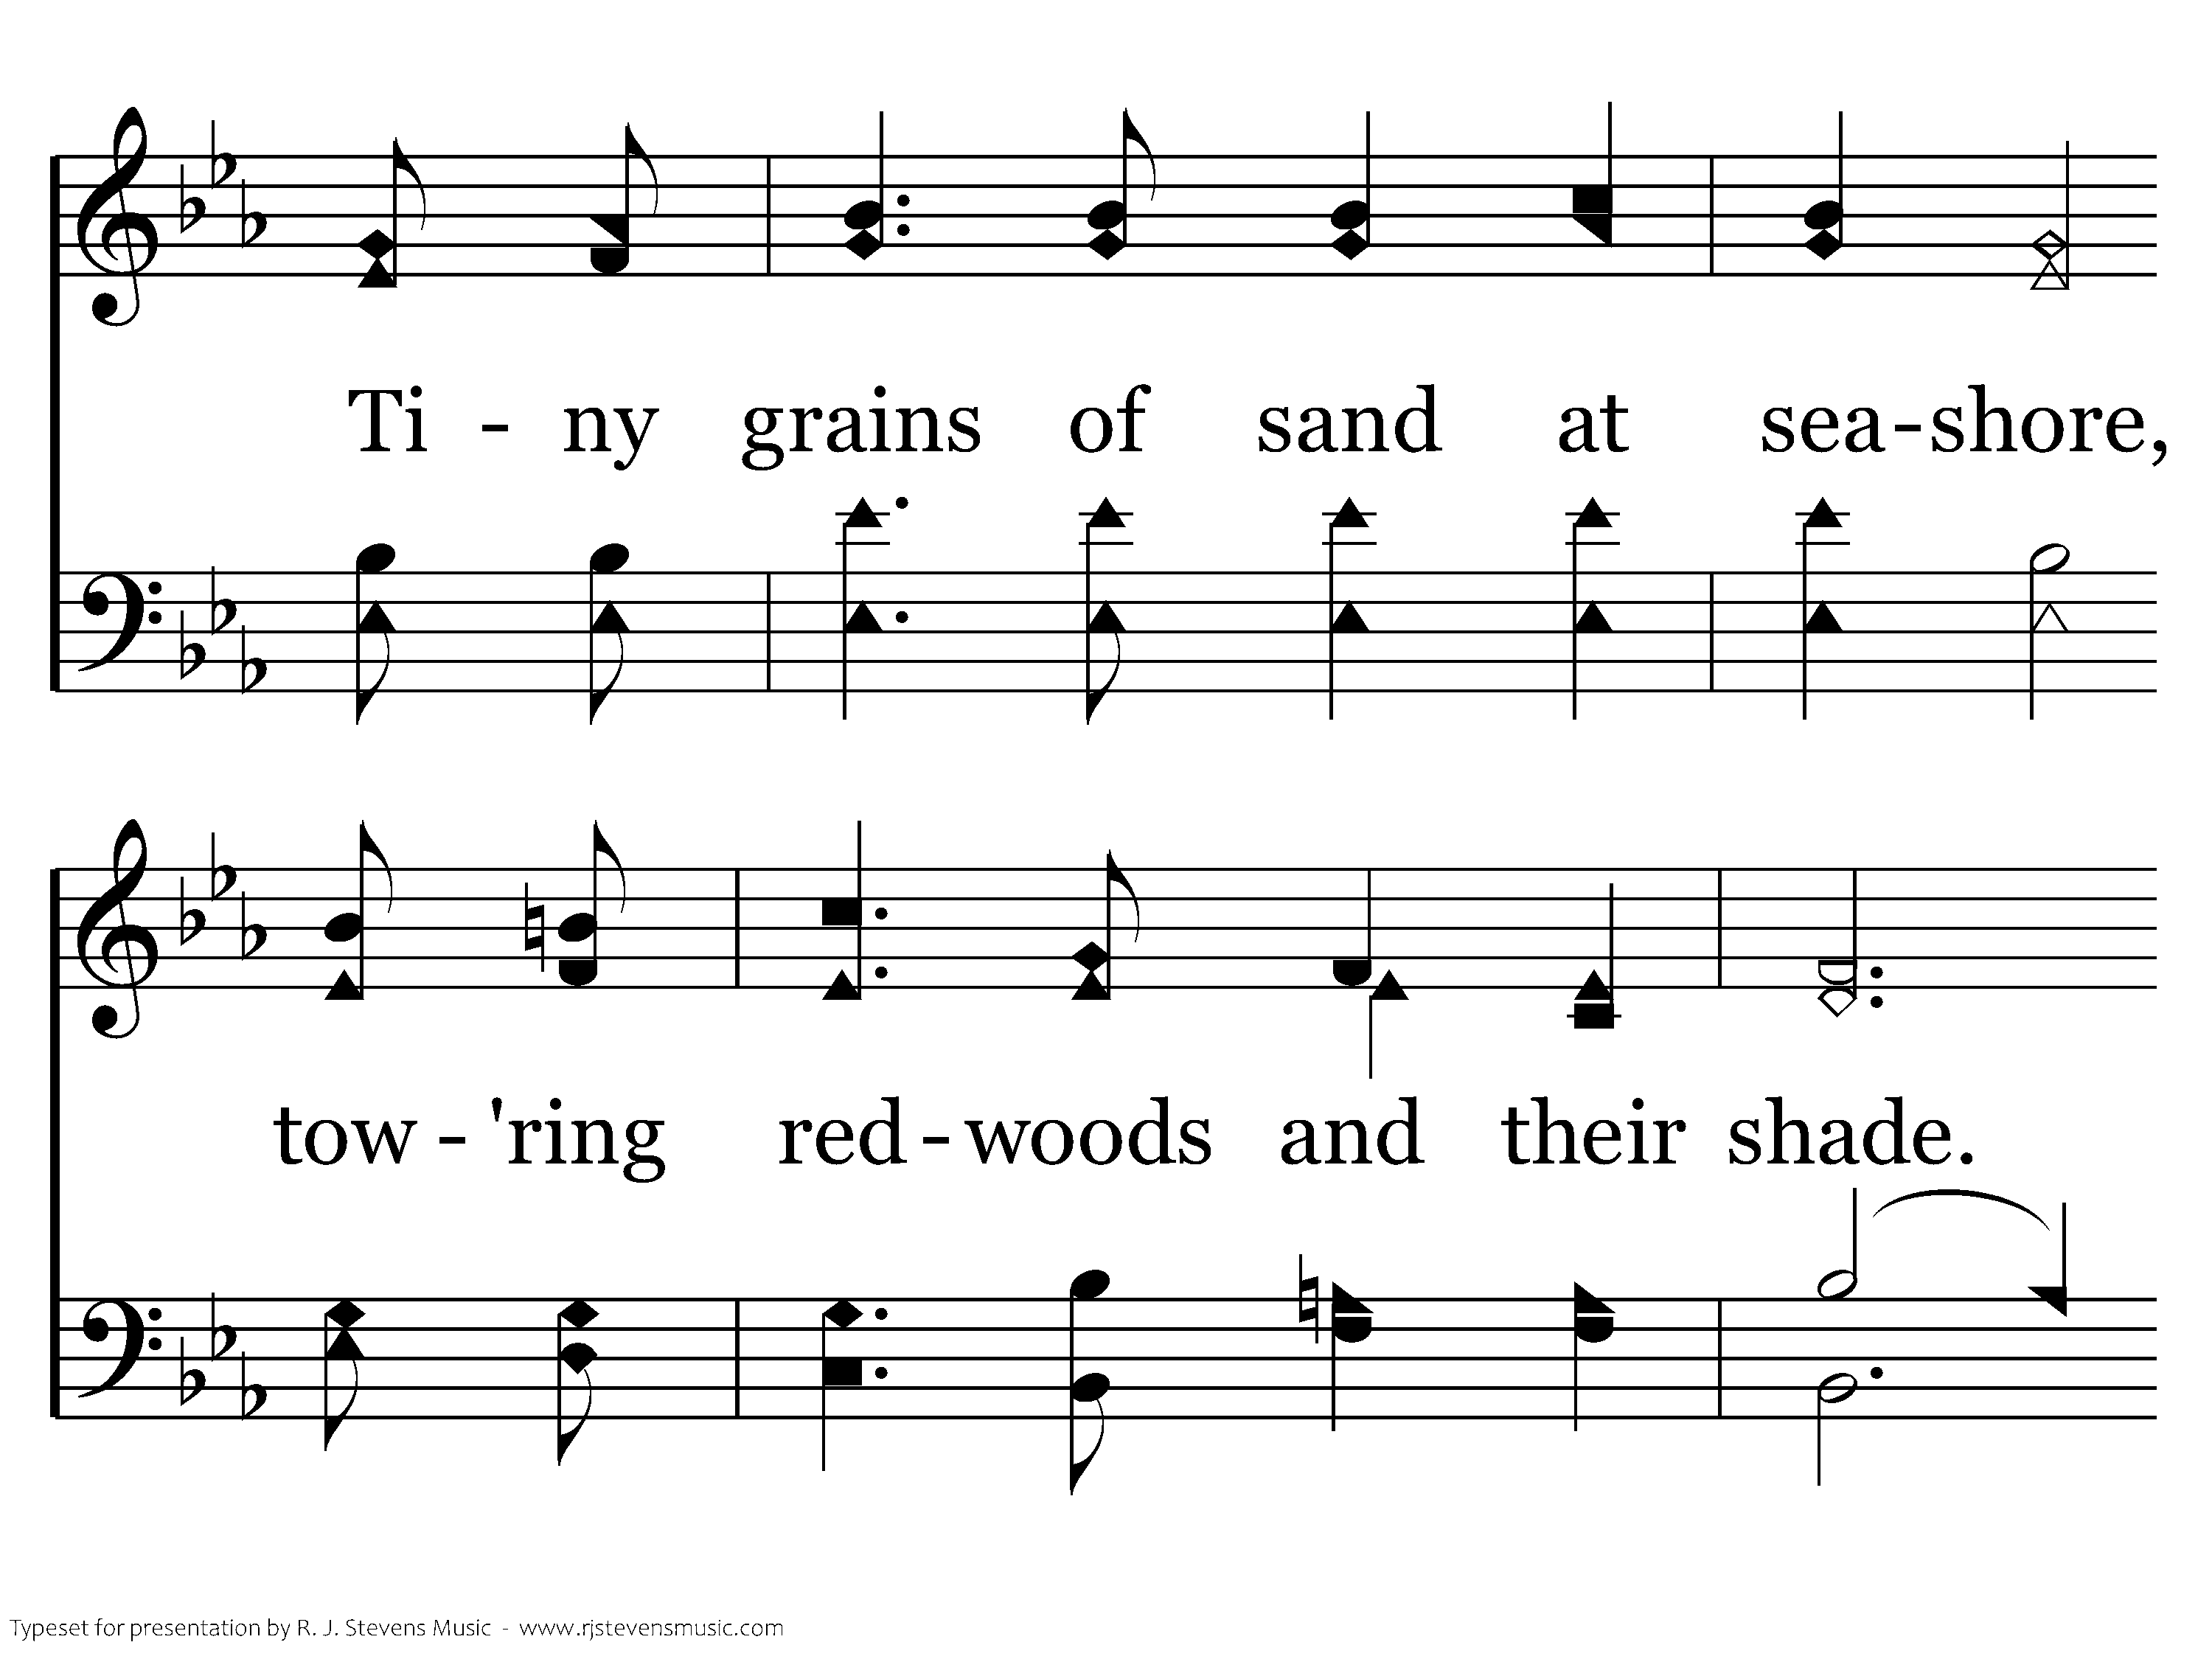 Ti - ny grains of sand at sea-shore,
tow-'ring red-woods and their shade.
Typeset for presentation by R. J. Stevens Music - www.rjstevensmusic.com